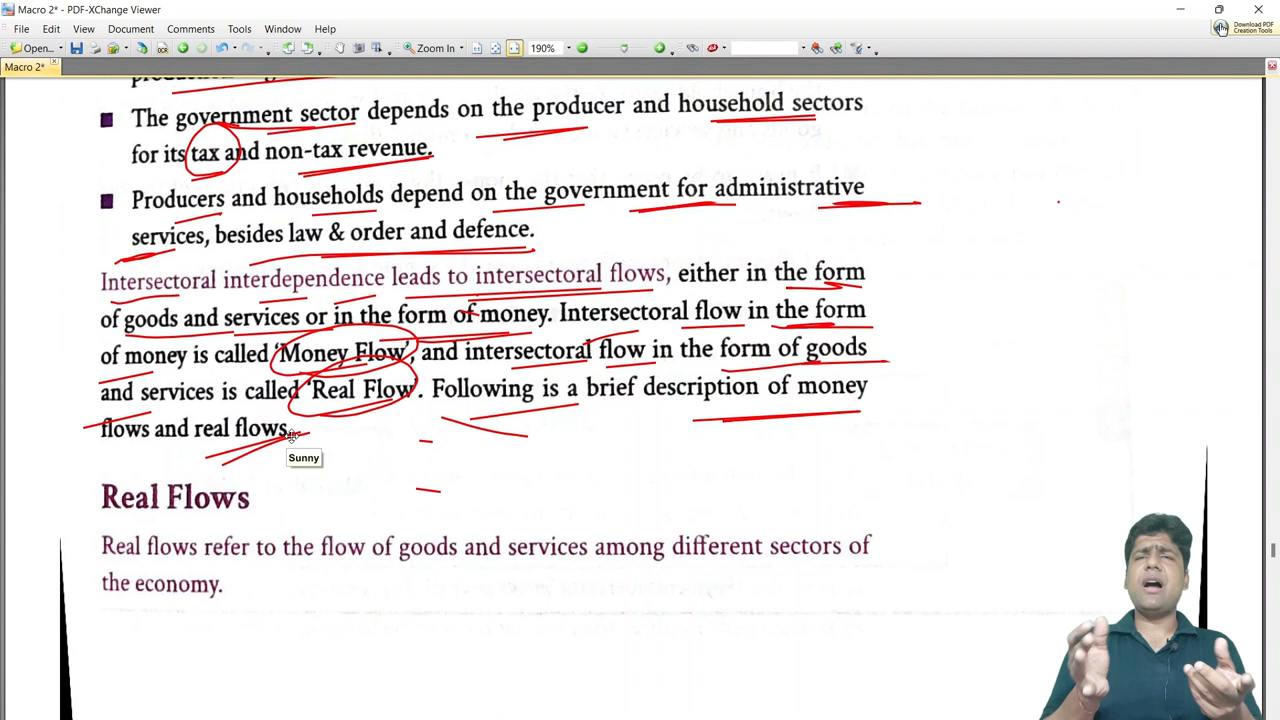 Macro 2* - PDF-XChange Viewer
File Edit View Document Comments Tools Window Help
Open... Zoom In 190% Download PDF Creation Tools
Macro 2*
The government sector depends on the producer and household sectors
for its tax and non-tax revenue.
Producers and households depend on the government for administrative
services, besides law & order and defence.
Intersectoral interdependence leads to intersectoral flows, either in the form
of goods and services or in the form of money. Intersectoral flow in the form
of money is called ‘Money Flow’, and intersectoral flow in the form of goods
and services is called ‘Real Flow’. Following is a brief description of money
flows and real flows.
Sunny
Real Flows
Real flows refer to the flow of goods and services among different sectors of
the economy.